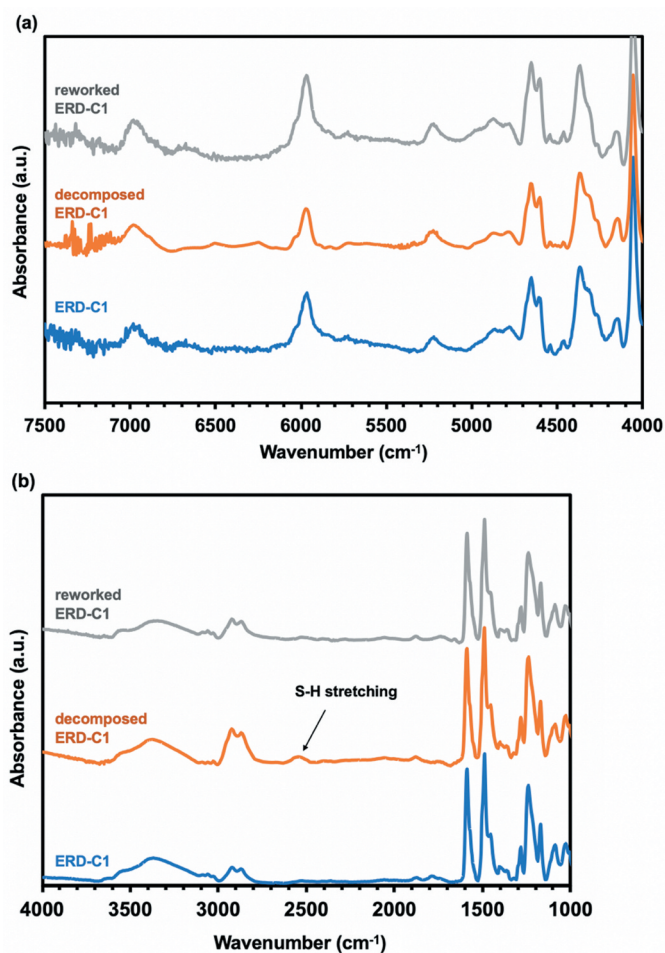 (a)
reworked
ERD-C1
decomposed
ERD-C1
ERD-C1
Absorbance (a.u.)
7500 7000 6500 6000 5500 5000 4500 4000
Wavenumber (cm⁻¹)
(b)
reworked
ERD-C1
S-H stretching
decomposed
ERD-C1
ERD-C1
Absorbance (a.u.)
4000 3500 3000 2500 2000 1500 1000
Wavenumber (cm⁻¹)